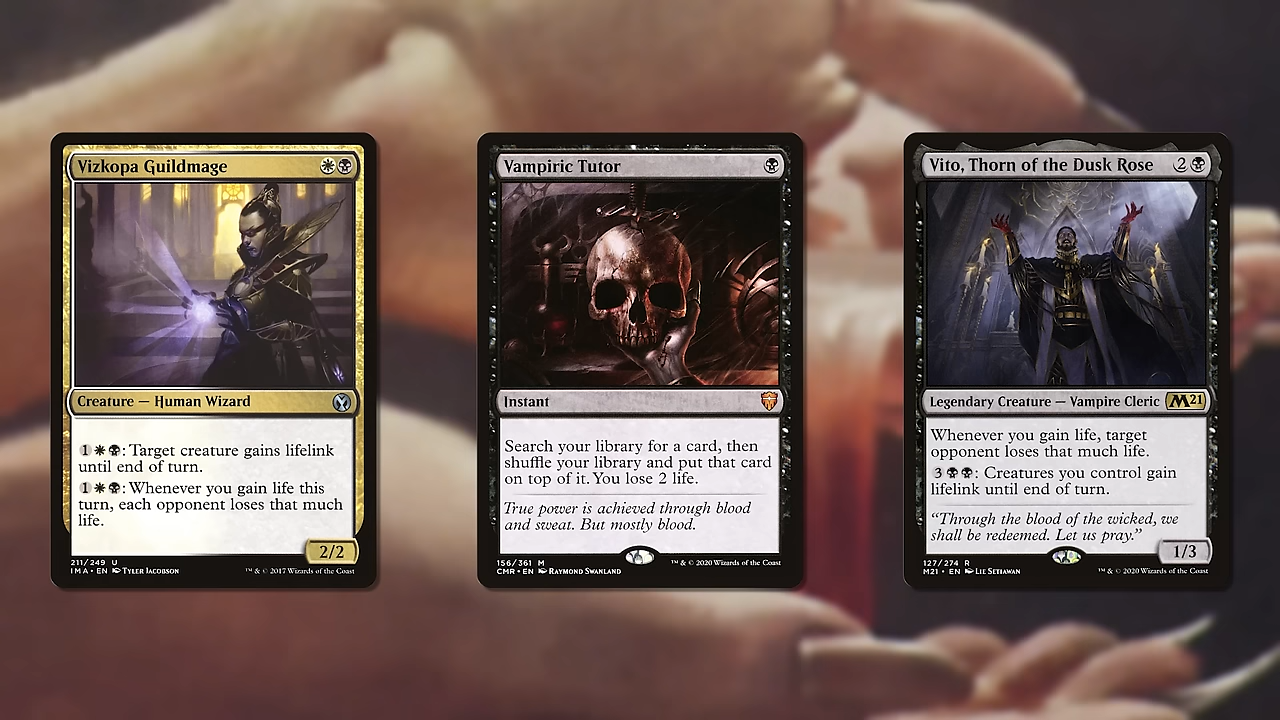 Vizkopa Guildmage
Creature — Human Wizard
1: Target creature gains lifelink
until end of turn.
1: Whenever you gain life this
turn, each opponent loses that much
life.
2/2
211/249 U
IMA • EN Tyler Jacobson
™ & © 2017 Wizards of the Coast
Vampiric Tutor
Instant
Search your library for a card, then
shuffle your library and put that card
on top of it. You lose 2 life.
True power is achieved through blood
and sweat. But mostly blood.
156/361 M
CMR • EN Raymond Swanland
™ & © 2020 Wizards of the Coast
Vito, Thorn of the Dusk Rose 2
Legendary Creature — Vampire Cleric M21
Whenever you gain life, target
opponent loses that much life.
3: Creatures you control gain
lifelink until end of turn.
“Through the blood of the wicked, we
shall be redeemed. Let us pray.”
1/3
127/274 R
M21 • EN Lie Setiawan
™ & © 2020 Wizards of the Coast